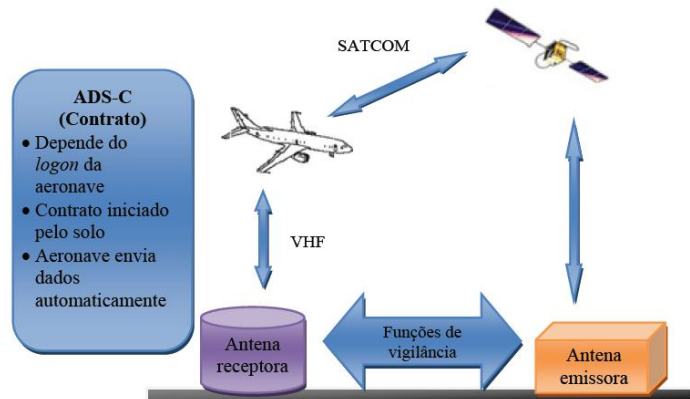 SATCOM
ADS-C
(Contrato)
• Depende do
logon da
aeronave
• Contrato iniciado
pelo solo
• Aeronave envia
dados
automaticamente
VHF
Antena
receptora
Funções de
vigilância
Antena
emissora